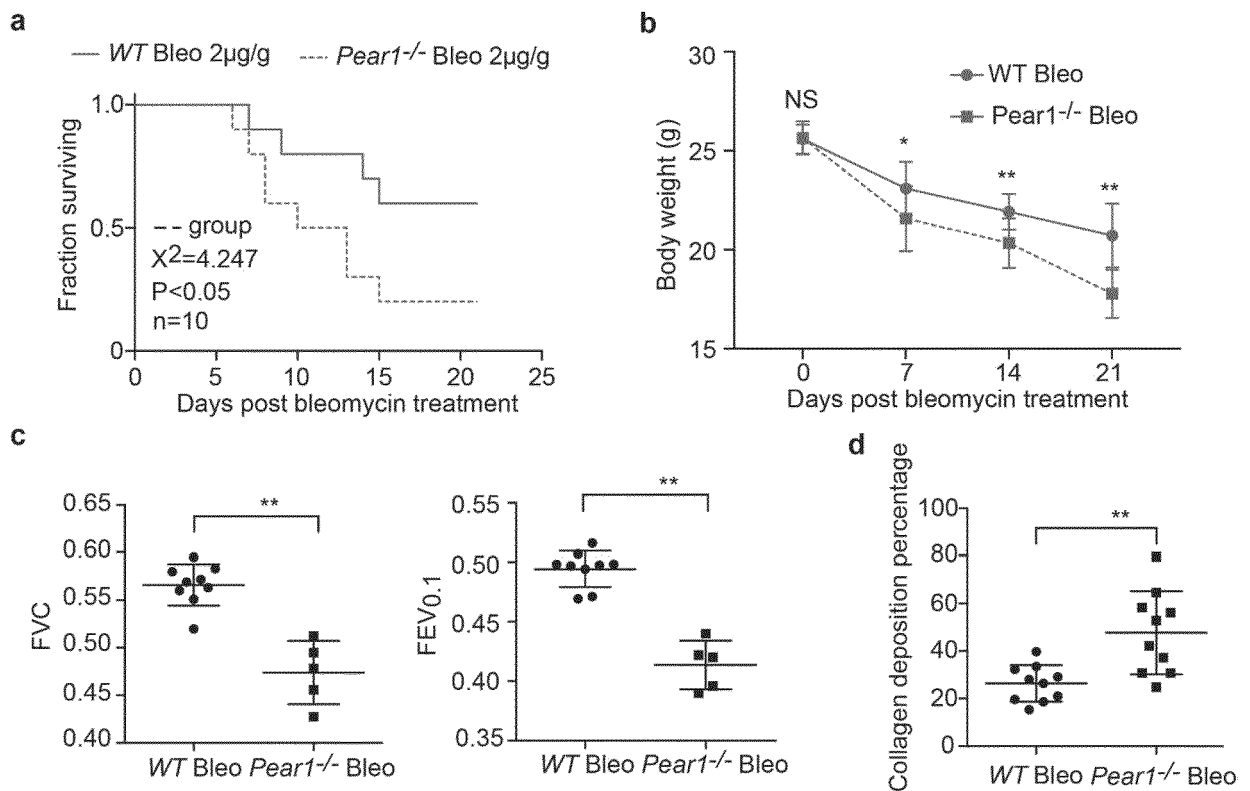 a
WT Bleo 2μg/g Pear1-/- Bleo 2μg/g
Fraction surviving
1.0
0.5
0
-- group
X2=4.247
P<0.05
n=10
0 5 10 15 20 25
Days post bleomycin treatment
b
WT Bleo
Pear1-/- Bleo
Body weight (g)
30
25
20
15
NS
*
**
**
0 7 14 21
Days post bleomycin treatment
c
FVC
0.65
0.60
0.55
0.50
0.45
0.40
**
WT Bleo Pear1-/- Bleo
FEV0.1
0.55
0.50
0.45
0.40
0.35
**
WT Bleo Pear1-/- Bleo
d
Collagen deposition percentage
100
80
60
40
20
0
**
WT Bleo Pear1-/- Bleo